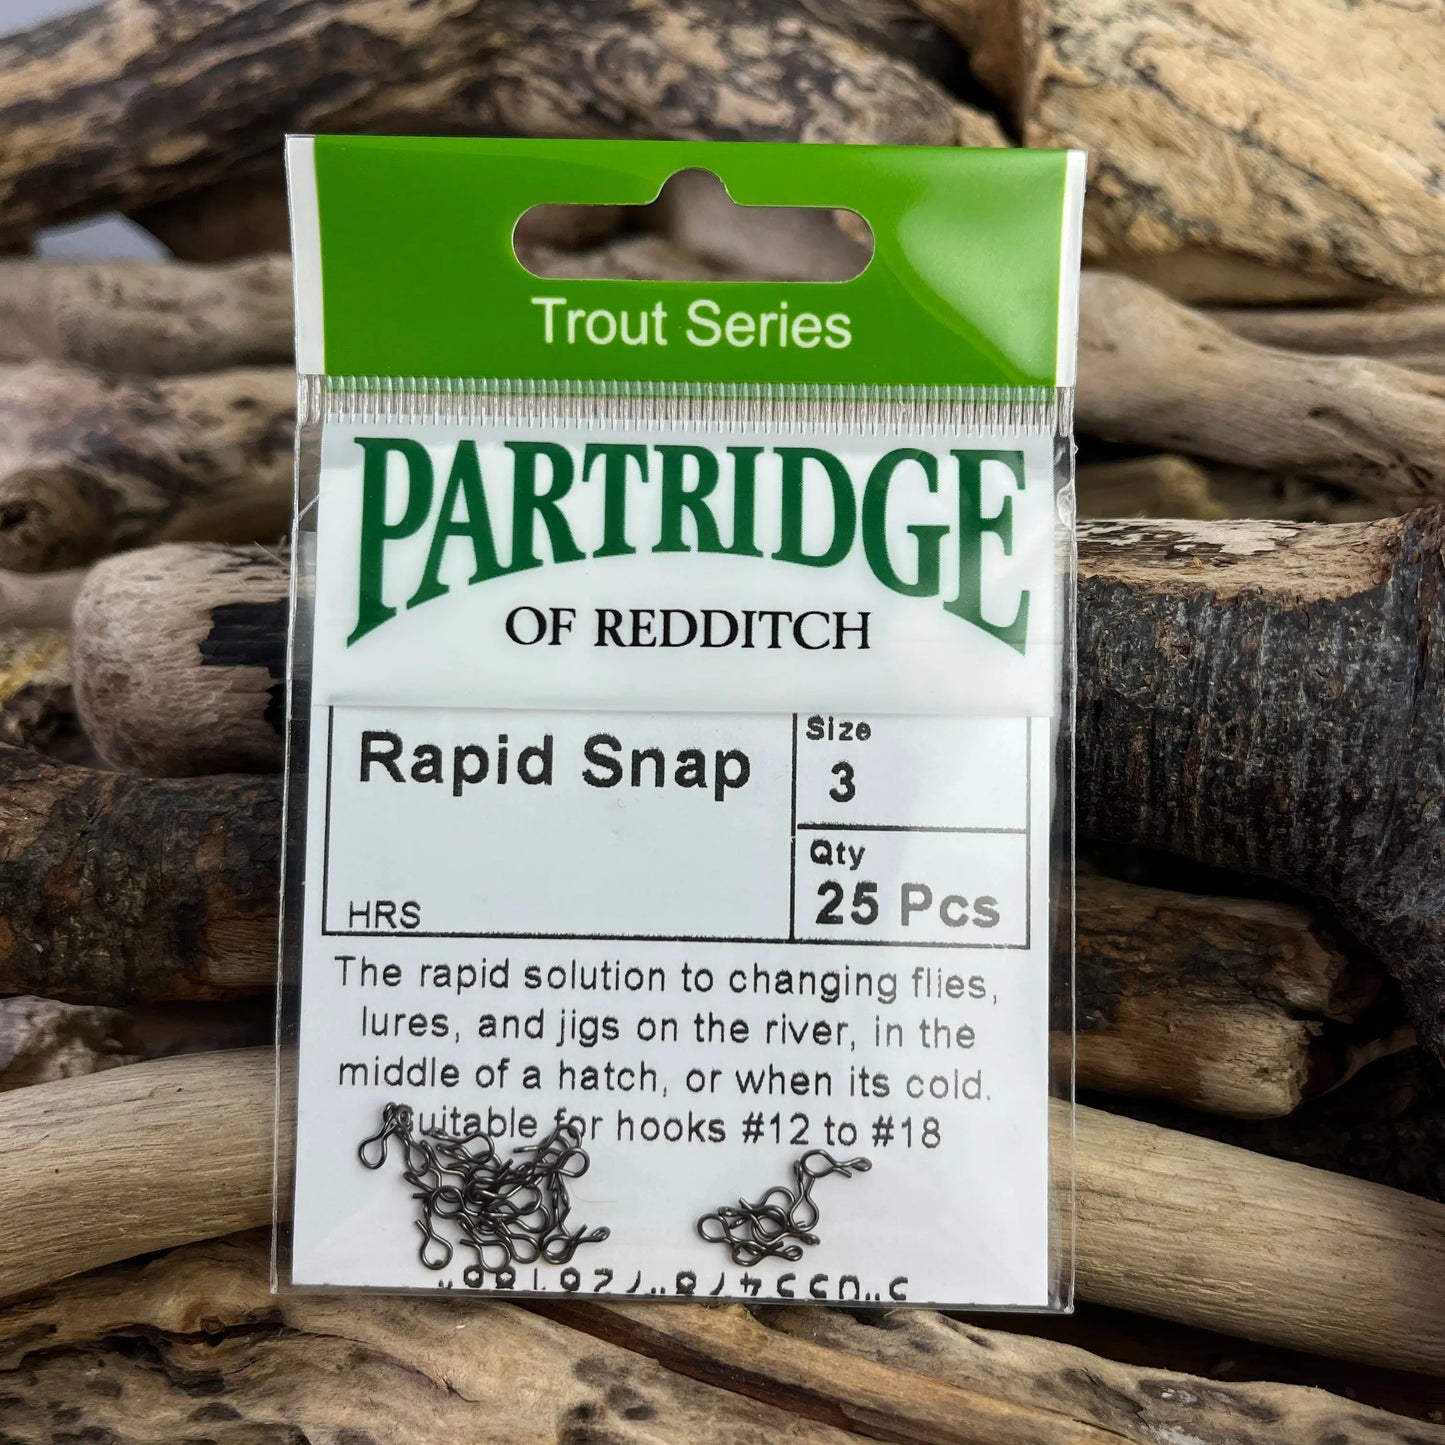 Trout Series
PARTRIDGE
OF REDDITCH
Rapid Snap
HRS
Size
3
Qty
25 Pcs
The rapid solution to changing flies,
lures, and jigs on the river, in the
middle of a hatch, or when its cold.
Suitable for hooks #12 to #18